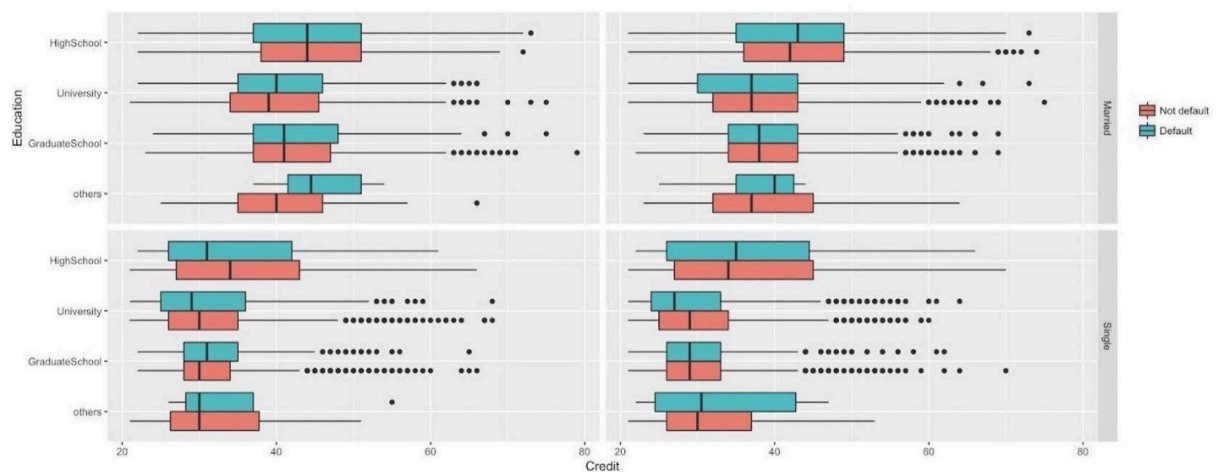 Education
HighSchool
University
GraduateSchool
others
Married
HighSchool
University
GraduateSchool
others
Single
20 40 60 80 20 40 60 80
Credit
Not default
Default